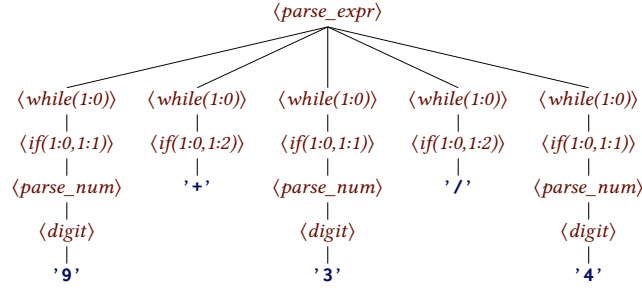 ⟨parse_expr⟩
⟨while(1:0)⟩ ⟨while(1:0)⟩ ⟨while(1:0)⟩ ⟨while(1:0)⟩ ⟨while(1:0)⟩
⟨if(1:0,1:1)⟩ ⟨if(1:0,1:2)⟩ ⟨if(1:0,1:1)⟩ ⟨if(1:0,1:2)⟩ ⟨if(1:0,1:1)⟩
⟨parse_num⟩ '+' ⟨parse_num⟩ '/' ⟨parse_num⟩
⟨digit⟩ ⟨digit⟩ ⟨digit⟩
'9' '3' '4'